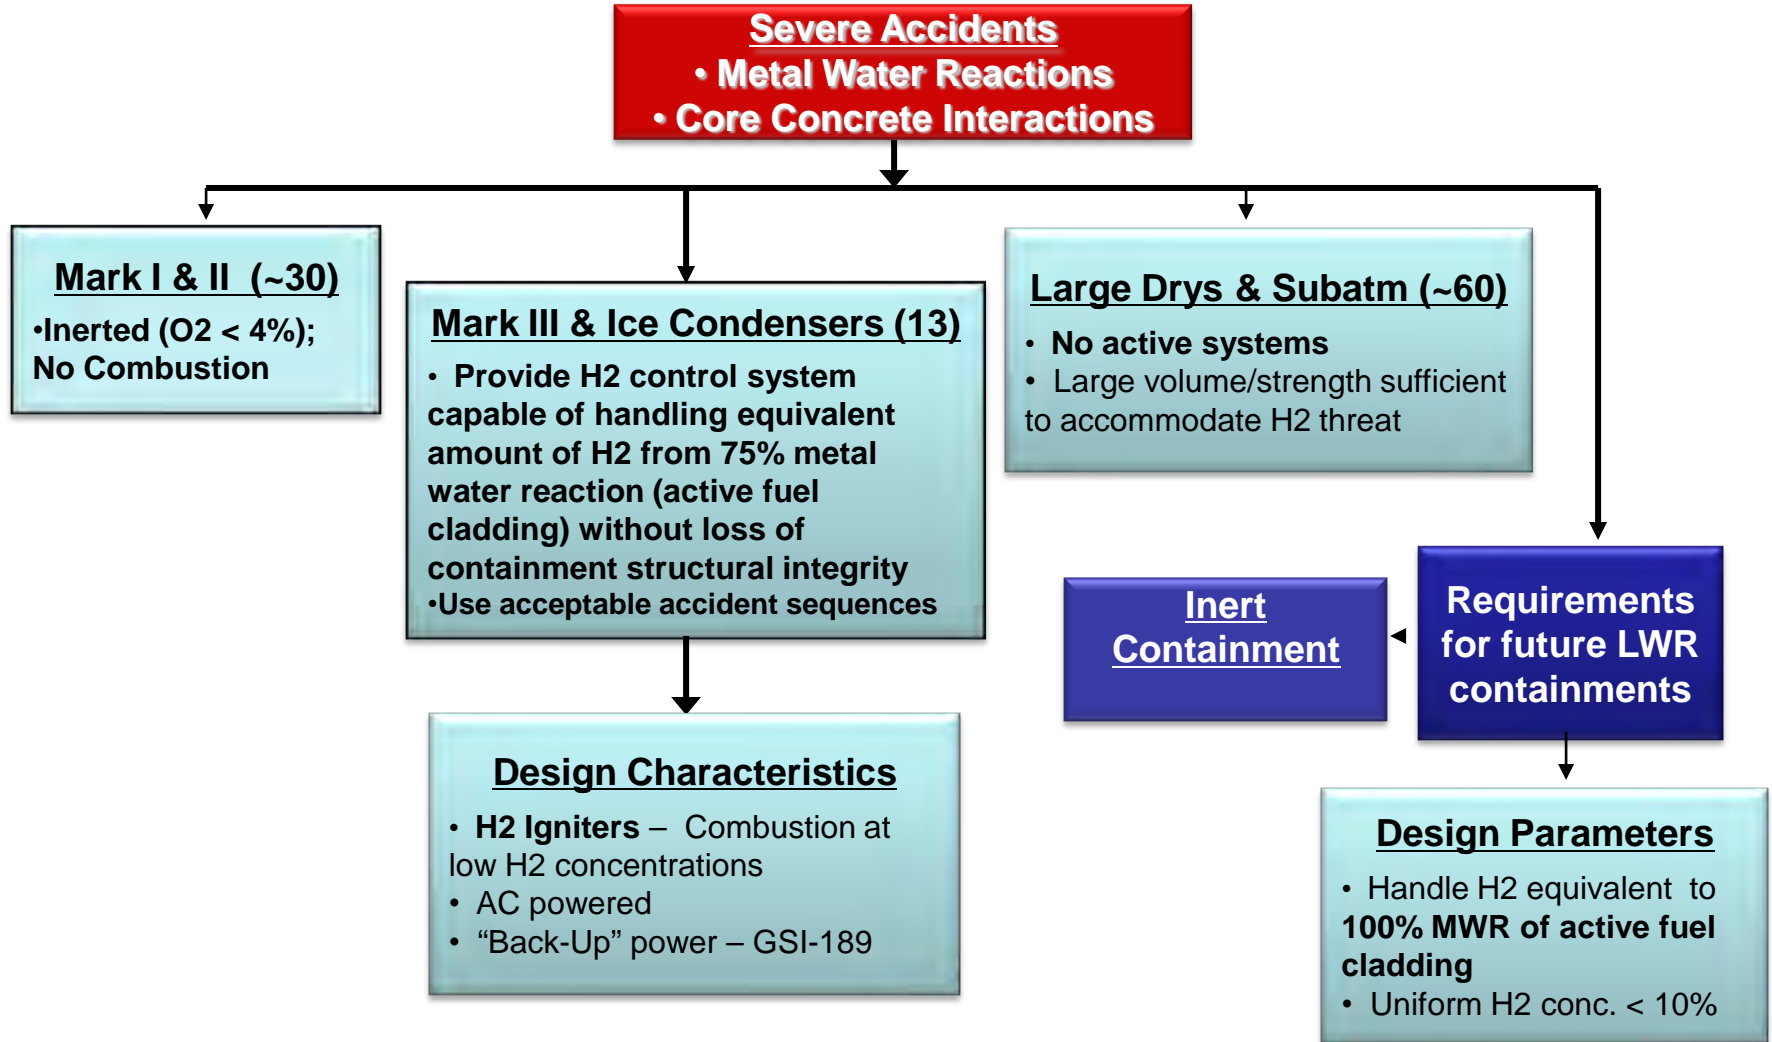 Severe Accidents
• Metal Water Reactions
• Core Concrete Interactions
Mark I & II (~30)
•Inerted (O2 < 4%);
No Combustion
Mark III & Ice Condensers (13)
• Provide H2 control system
capable of handling equivalent
amount of H2 from 75% metal
water reaction (active fuel
cladding) without loss of
containment structural integrity
•Use acceptable accident sequences
Large Drys & Subatm (~60)
• No active systems
• Large volume/strength sufficient
to accommodate H2 threat
Inert
Containment
Requirements
for future LWR
containments
Design Characteristics
• H2 Igniters – Combustion at
low H2 concentrations
• AC powered
• “Back-Up” power – GSI-189
Design Parameters
• Handle H2 equivalent to
100% MWR of active fuel
cladding
• Uniform H2 conc. < 10%